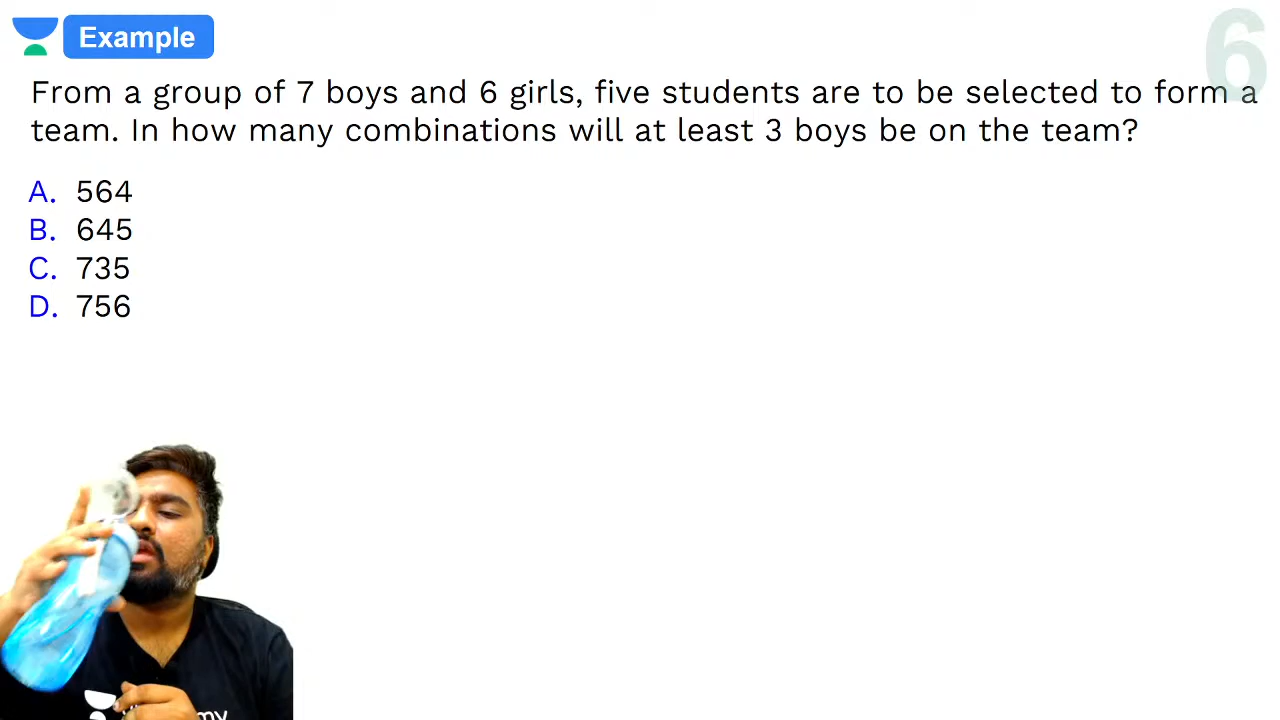 Example
6
From a group of 7 boys and 6 girls, five students are to be selected to form a
team. In how many combinations will at least 3 boys be on the team?
A. 564
B. 645
C. 735
D. 756
my